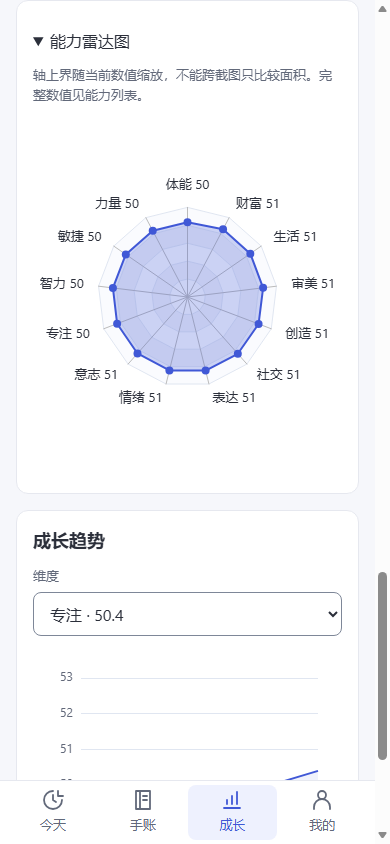 ▼ 能力雷达图
轴上界随当前数值缩放，不能跨截图只比较面积。完
整数值见能力列表。
体能 50
力量 50
财富 51
敏捷 50
生活 51
智力 50
审美 51
专注 50
创造 51
意志 51
社交 51
情绪 51
表达 51
成长趋势
维度
专注 · 50.4
53
52
51
今天
手账
成长
我的